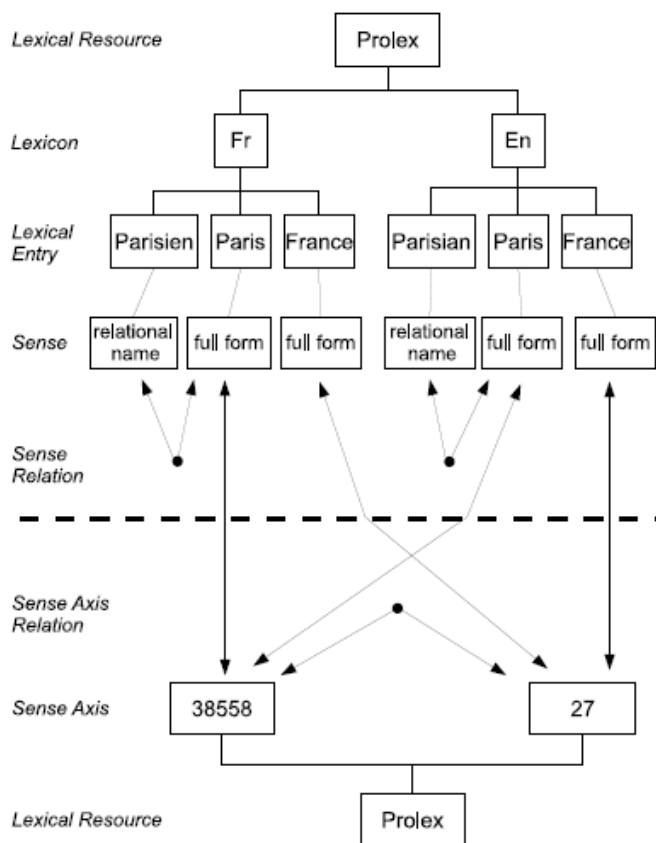 Lexical Resource
Prolex
Lexicon
Fr
En
Lexical
Entry
Parisien
Paris
France
Parisian
Paris
France
Sense
relational
name
full form
full form
relational
name
full form
full form
Sense
Relation
Sense Axis
Relation
Sense Axis
38558
27
Lexical Resource
Prolex